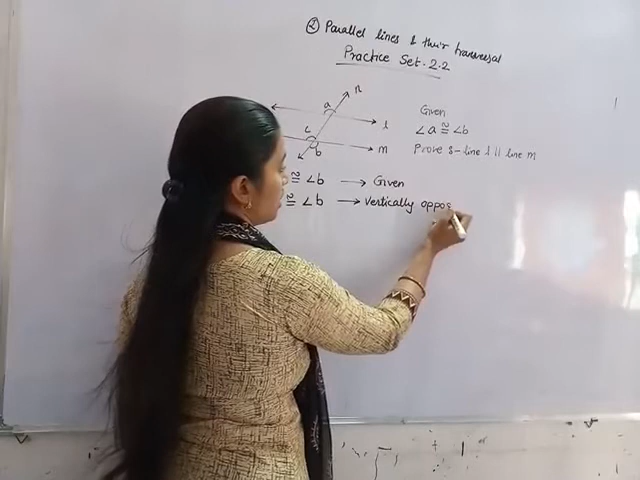 ② Parallel lines & their transversal
Practice Set-2.2
n
a
l
c
m
b
Given
∠a ≅ ∠b
Prove :- line l || line m
≅ ∠b → Given
≅ ∠b → vertically oppos